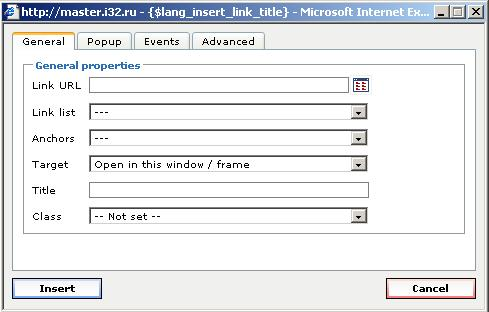 http://master.i32.ru - {$lang_insert_link_title} - Microsoft Internet Ex...
General Popup Events Advanced
General properties
Link URL
Link list ---
Anchors ---
Target Open in this window / frame
Title
Class -- Not set --
Insert Cancel